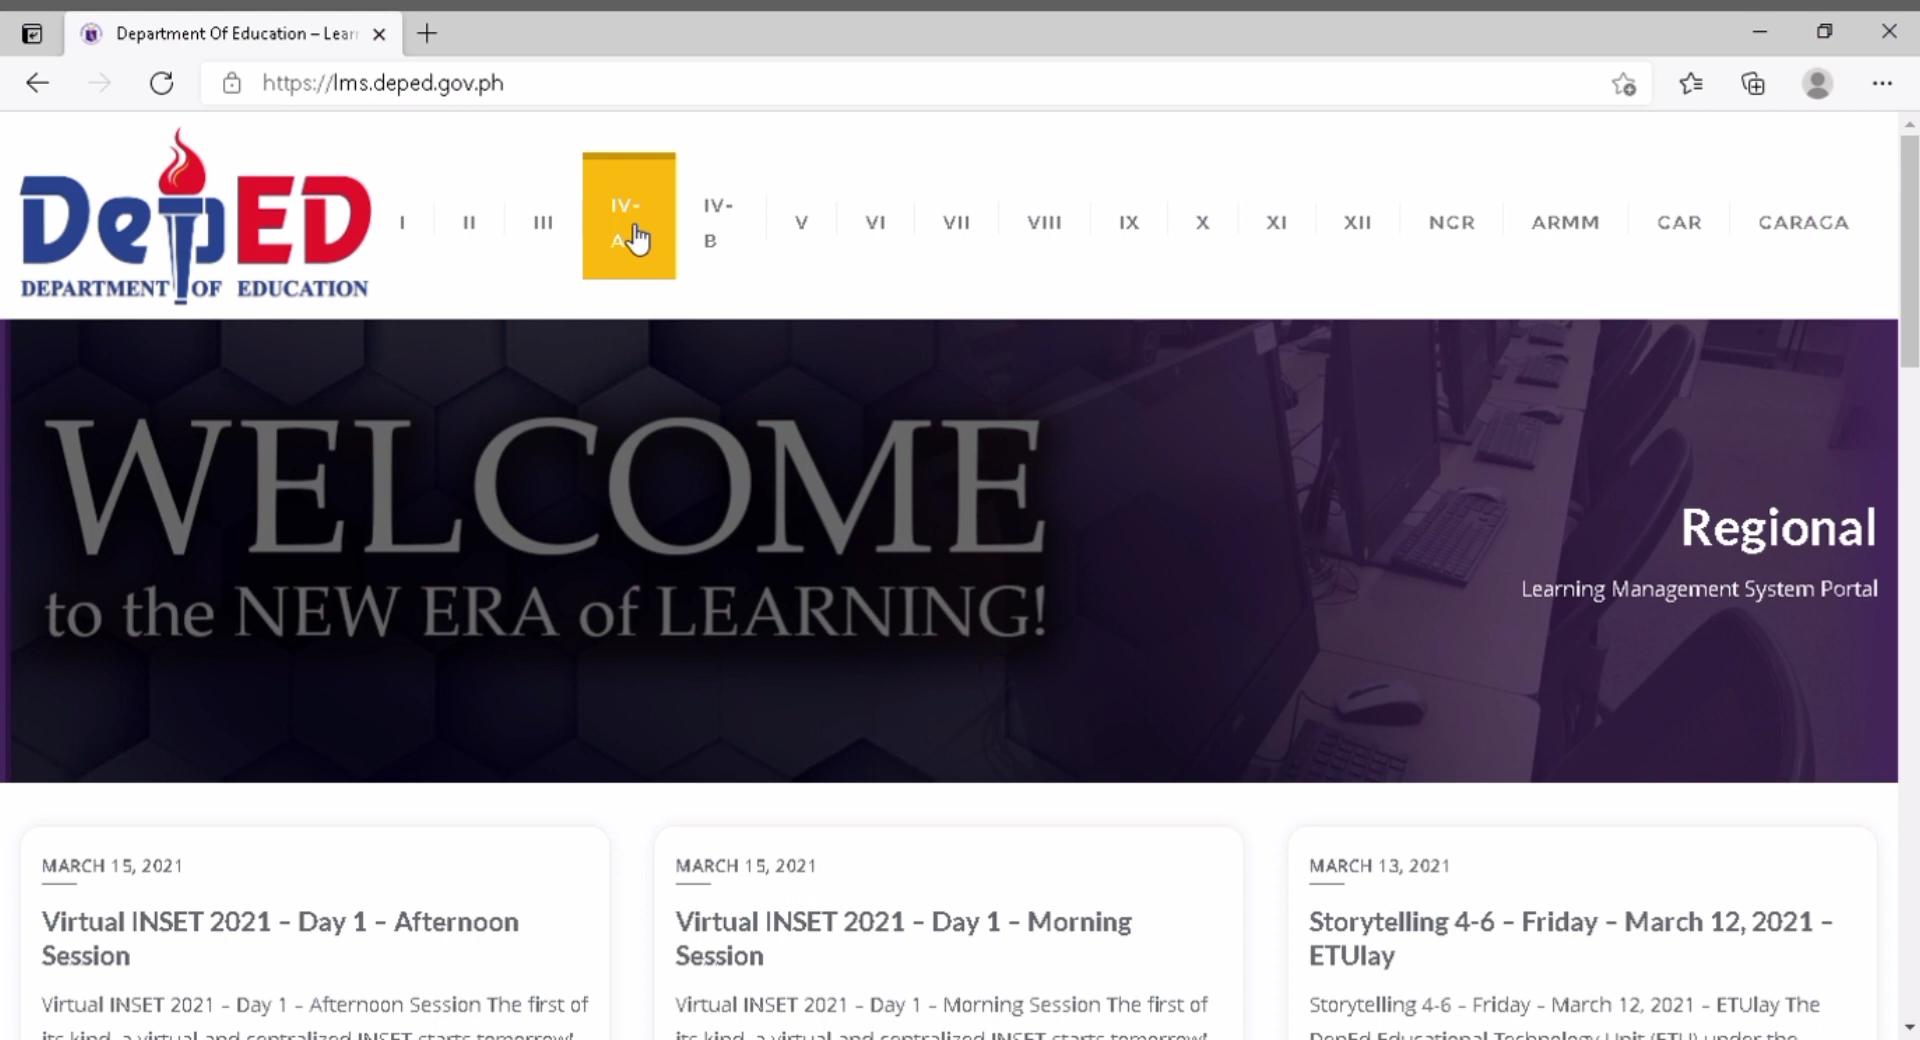 Department Of Education – Lear
https://lms.deped.gov.ph
DepED
DEPARTMENT OF EDUCATION
I II III IV-A IV-B V VI VII VIII IX X XI XII NCR ARMM CAR CARAGA
WELCOME
to the NEW ERA of LEARNING!
Regional
Learning Management System Portal
MARCH 15, 2021
Virtual INSET 2021 – Day 1 – Afternoon
Session
Virtual INSET 2021 – Day 1 – Afternoon Session The first of
its kind, a virtual and centralized INSET starts tomorrow!
MARCH 15, 2021
Virtual INSET 2021 – Day 1 – Morning
Session
Virtual INSET 2021 – Day 1 – Morning Session The first of
its kind, a virtual and centralized INSET starts tomorrow!
MARCH 13, 2021
Storytelling 4-6 – Friday – March 12, 2021 –
ETUlay
Storytelling 4-6 – Friday – March 12, 2021 – ETUlay The
DepEd Educational Technology Unit (ETU) under the